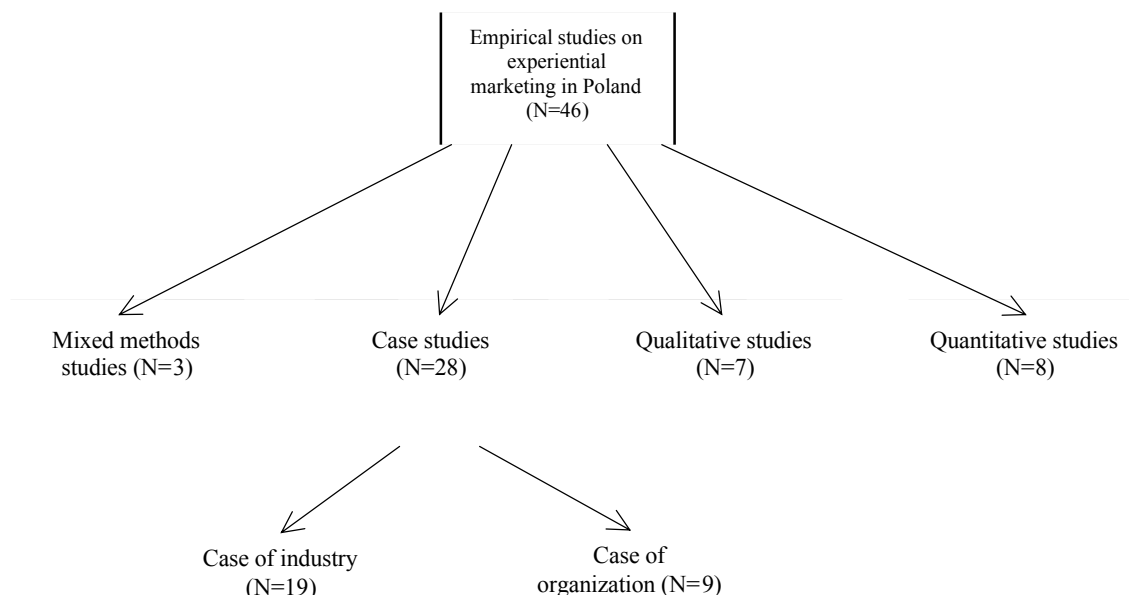 Empirical studies on
experiential
marketing in Poland
(N=46)
Mixed methods
studies (N=3)
Case studies
(N=28)
Qualitative studies
(N=7)
Quantitative studies
(N=8)
Case of industry
(N=19)
Case of
organization (N=9)